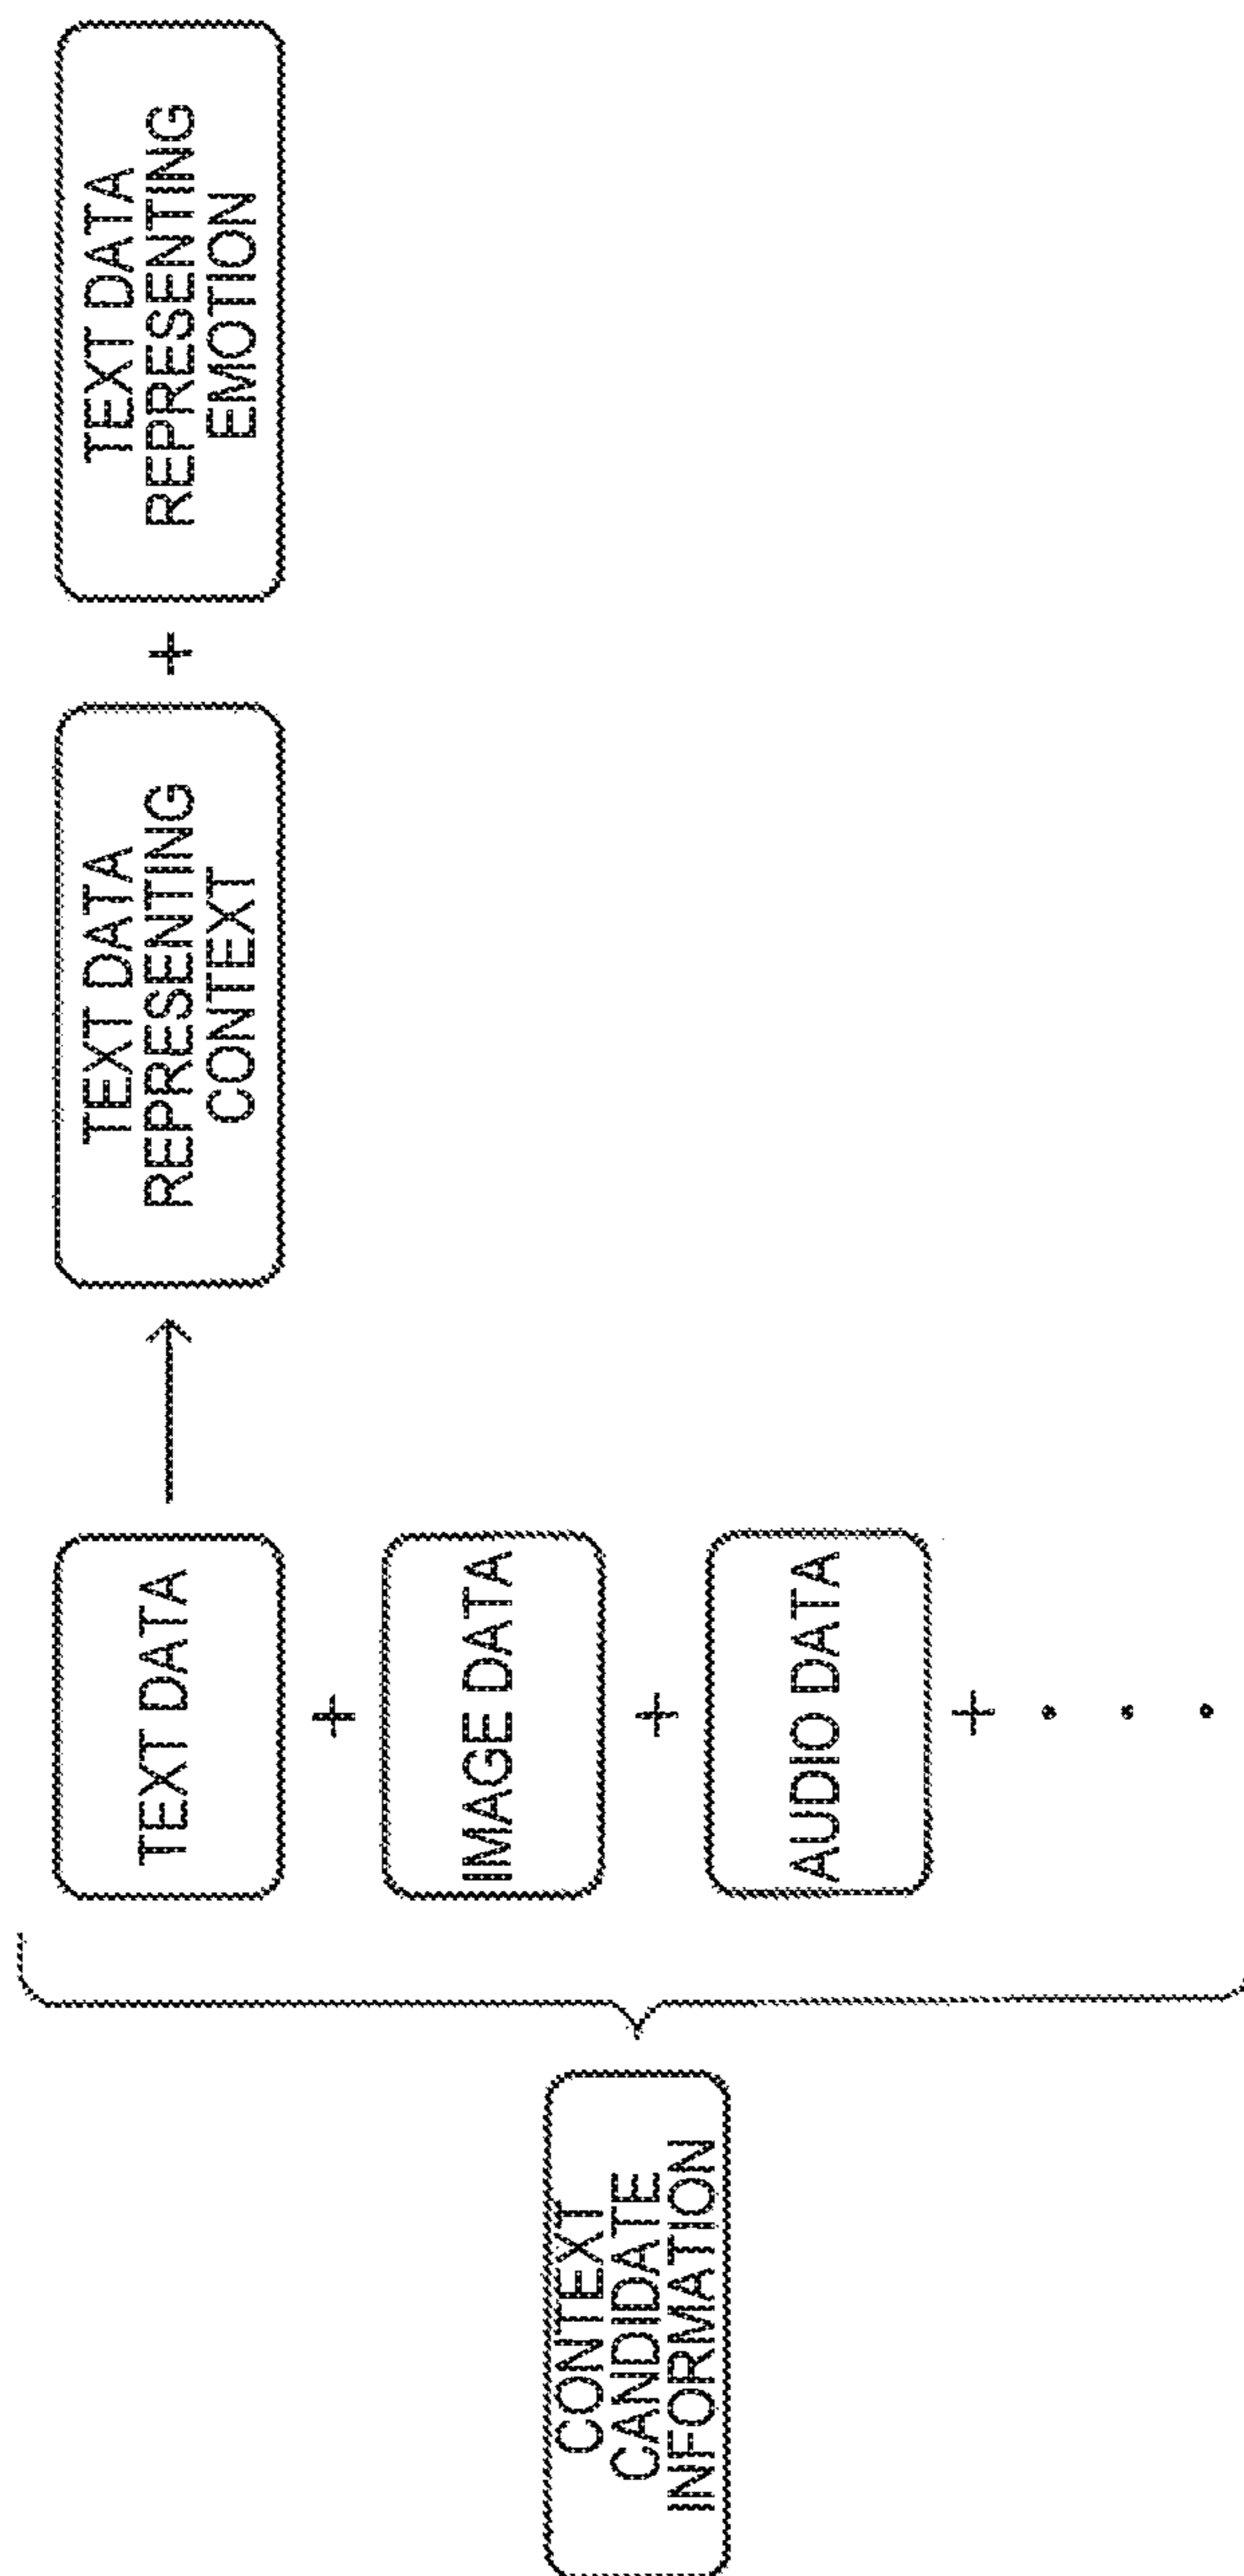 CONTEXT
CANDIDATE
INFORMATION
TEXT DATA
+
IMAGE DATA
+
AUDIO DATA
+
TEXT DATA
REPRESENTING
CONTEXT
+
TEXT DATA
REPRESENTING
EMOTION